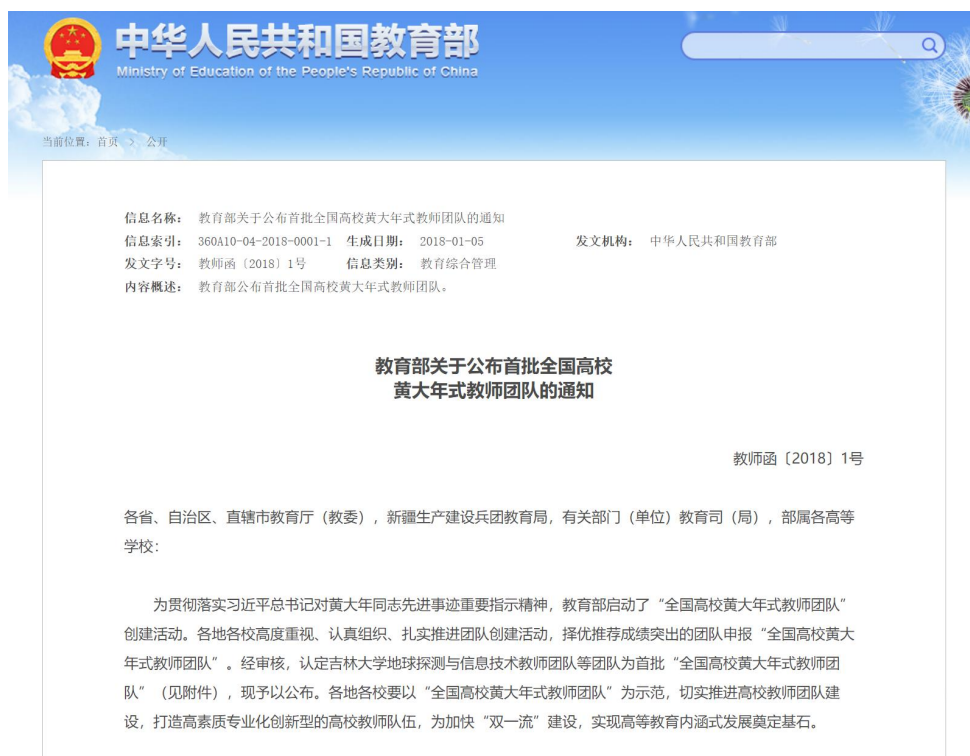 中华人民共和国教育部
Ministry of Education of the People's Republic of China
当前位置：首页 > 公开
信息名称： 教育部关于公布首批全国高校黄大年式教师团队的通知
信息索引： 360A10-04-2018-0001-1 生成日期： 2018-01-05 发文机构： 中华人民共和国教育部
发文字号： 教师函〔2018〕1号 信息类别： 教育综合管理
内容概述： 教育部公布首批全国高校黄大年式教师团队。
教育部关于公布首批全国高校
黄大年式教师团队的通知
教师函〔2018〕1号
各省、自治区、直辖市教育厅（教委），新疆生产建设兵团教育局，有关部门（单位）教育司（局），部属各高等
学校：
为贯彻落实习近平总书记对黄大年同志先进事迹重要指示精神，教育部启动了“全国高校黄大年式教师团队”
创建活动。各地各校高度重视、认真组织、扎实推进团队创建活动，择优推荐成绩突出的团队申报“全国高校黄大
年式教师团队”。经审核，认定吉林大学地球探测与信息技术教师团队等团队为首批“全国高校黄大年式教师团
队”（见附件），现予以公布。各地各校要以“全国高校黄大年式教师团队”为示范，切实推进高校教师团队建
设，打造高素质专业化创新型的高校教师队伍，为加快“双一流”建设，实现高等教育内涵式发展奠定基石。